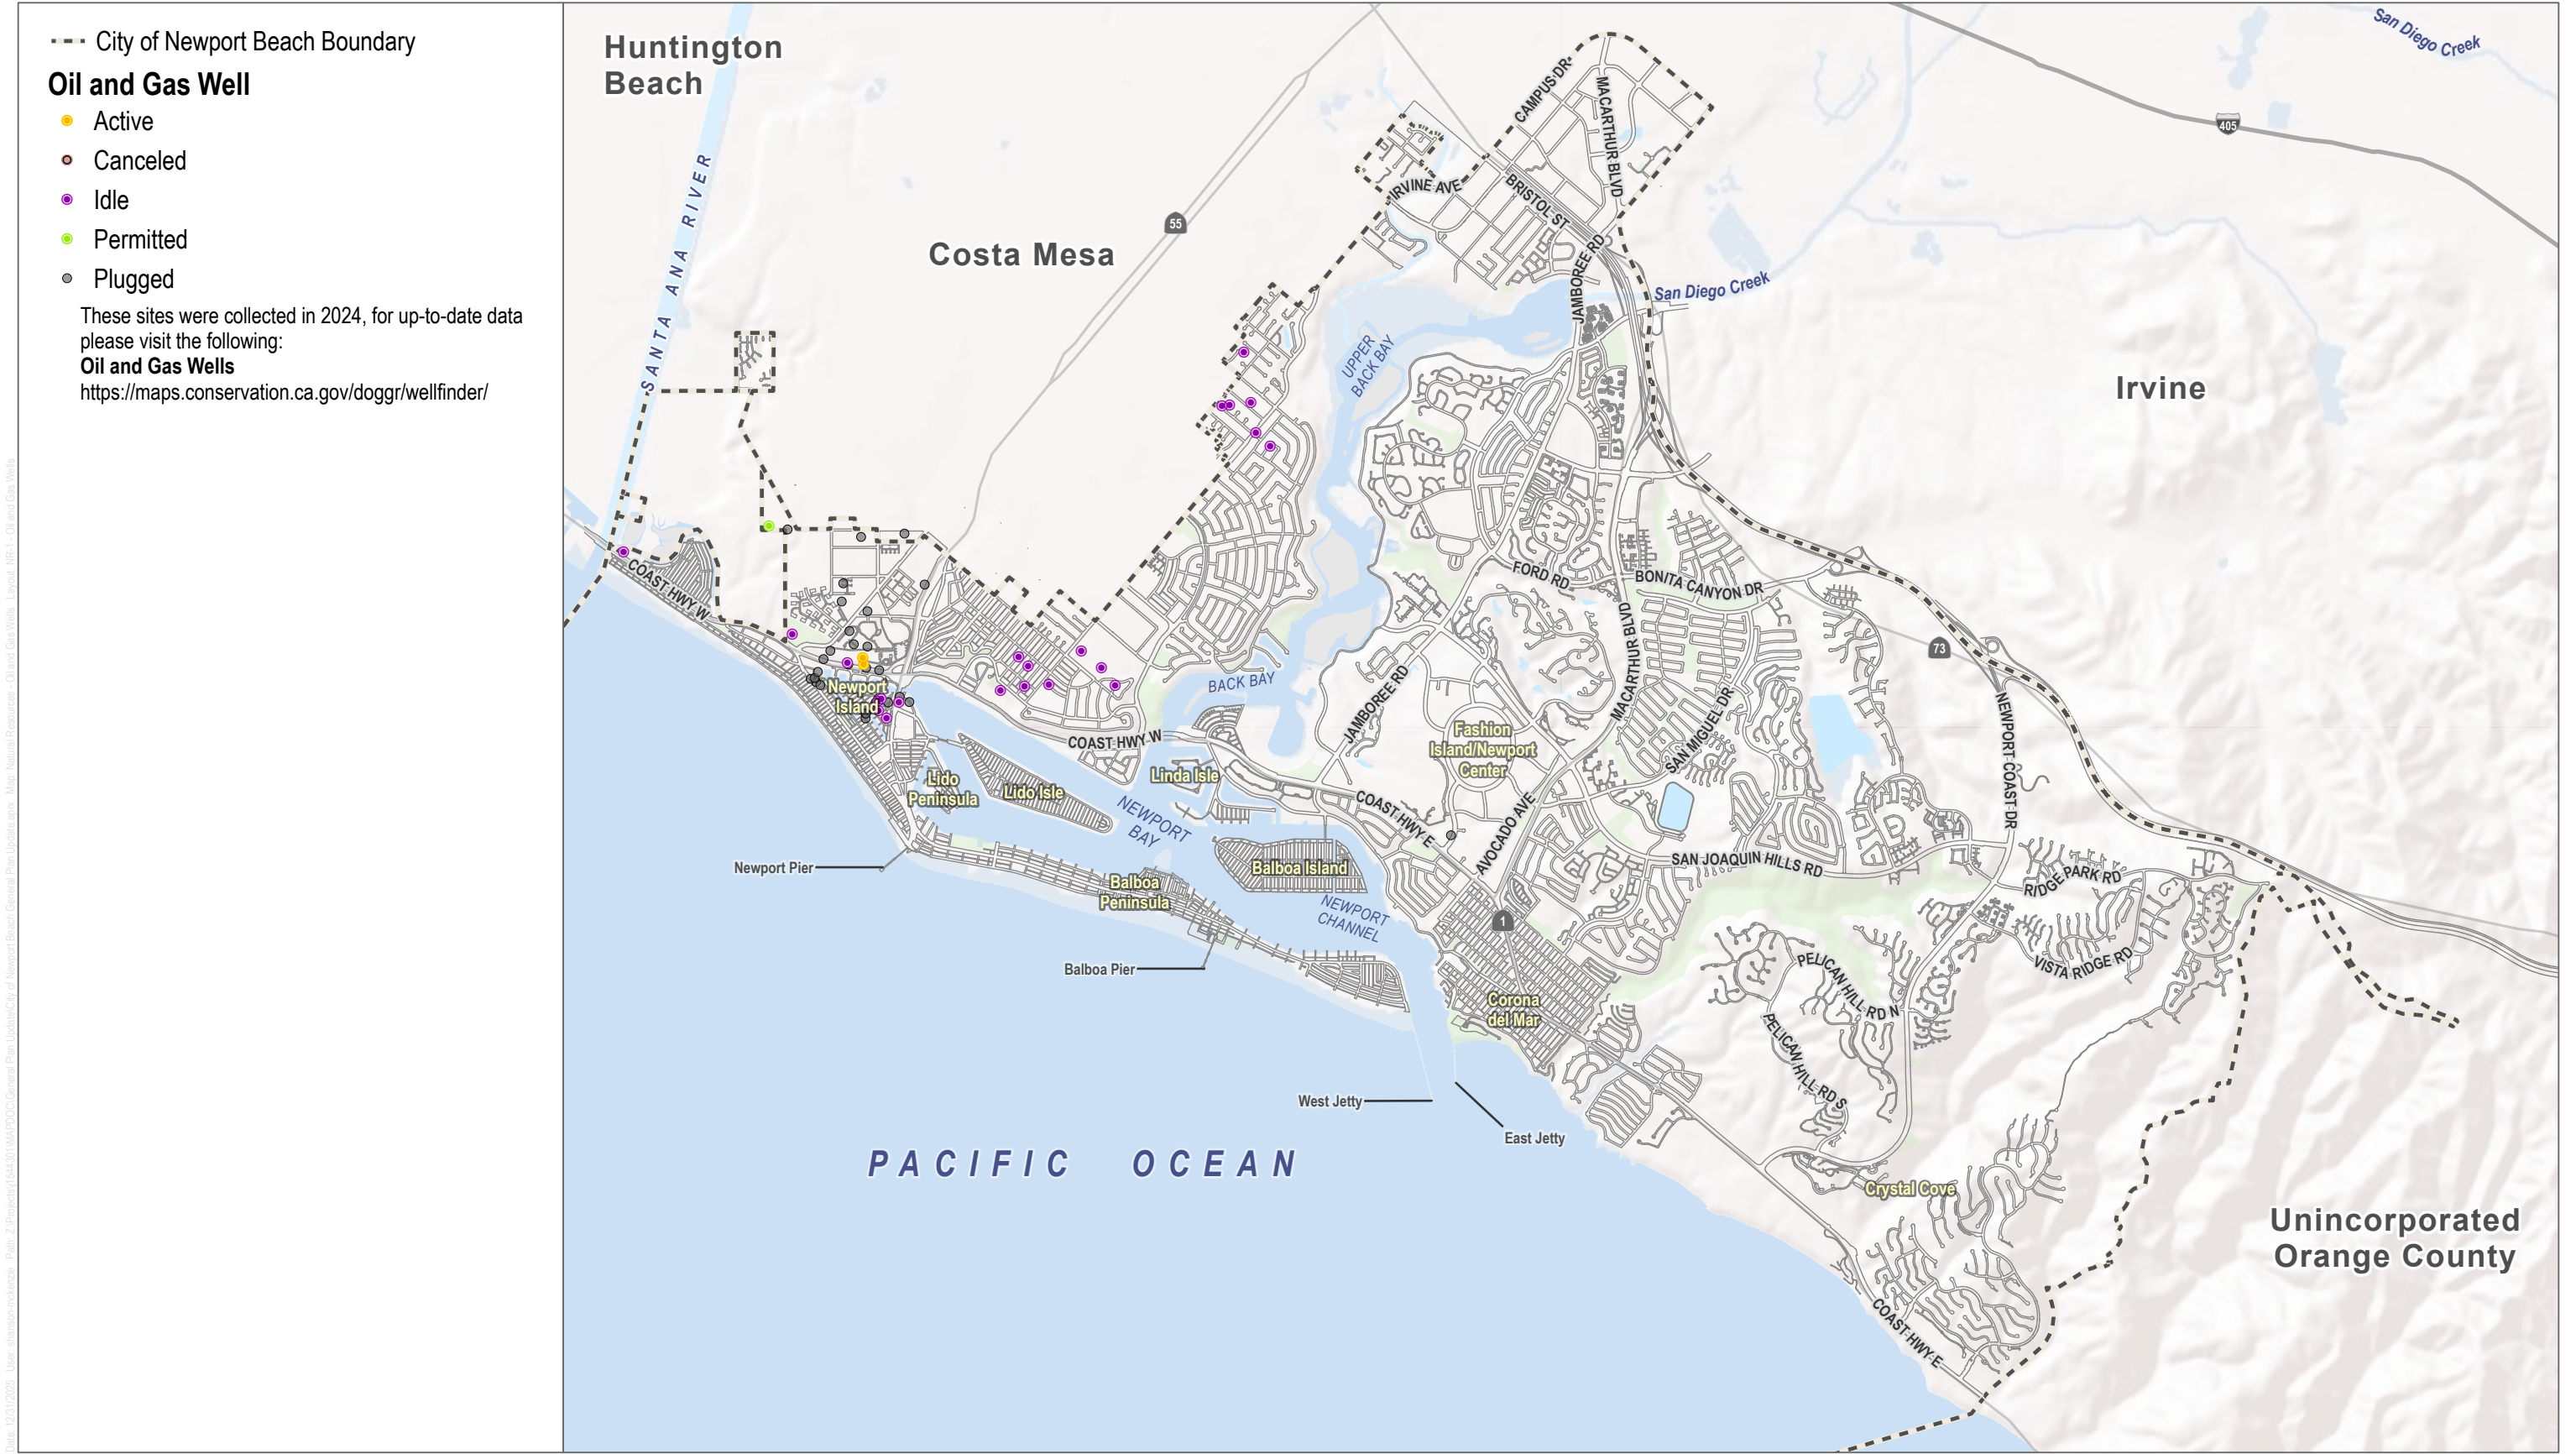 City of Newport Beach Boundary
Oil and Gas Well
Active
Canceled
Idle
Permitted
Plugged
These sites were collected in 2024, for up-to-date data
please visit the following:
Oil and Gas Wells
https://maps.conservation.ca.gov/doggr/wellfinder/
Huntington
Beach
San Diego Creek
CAMPUS DR
MACARTHUR BLVD
405
SANTA ANA RIVER
IRVINE AVE
BRISTOL ST
55
Costa Mesa
JAMBOREE RD
San Diego Creek
UPPER
BACK BAY
Irvine
COAST HWY W
FORD RD
BONITA CANYON DR
MACARTHUR BLVD
73
Newport
Island
BACK BAY
JAMBOREE RD
SAN MIGUEL DR
NEWPORT COAST DR
COAST HWY W
Fashion
Island/Newport
Center
Lido
Peninsula
Lido Isle
Linda Isle
NEWPORT
BAY
COAST HWY E
AVOCADO AVE
Newport Pier
Balboa Island
SAN JOAQUIN HILLS RD
RIDGE PARK RD
Balboa
Peninsula
NEWPORT
CHANNEL
1
VISTA RIDGE RD
Balboa Pier
PELICAN HILL RD N
Corona
del Mar
PELICAN HILL RD S
West Jetty
East Jetty
PACIFIC OCEAN
Crystal Cove
Unincorporated
Orange County
COAST HWY E